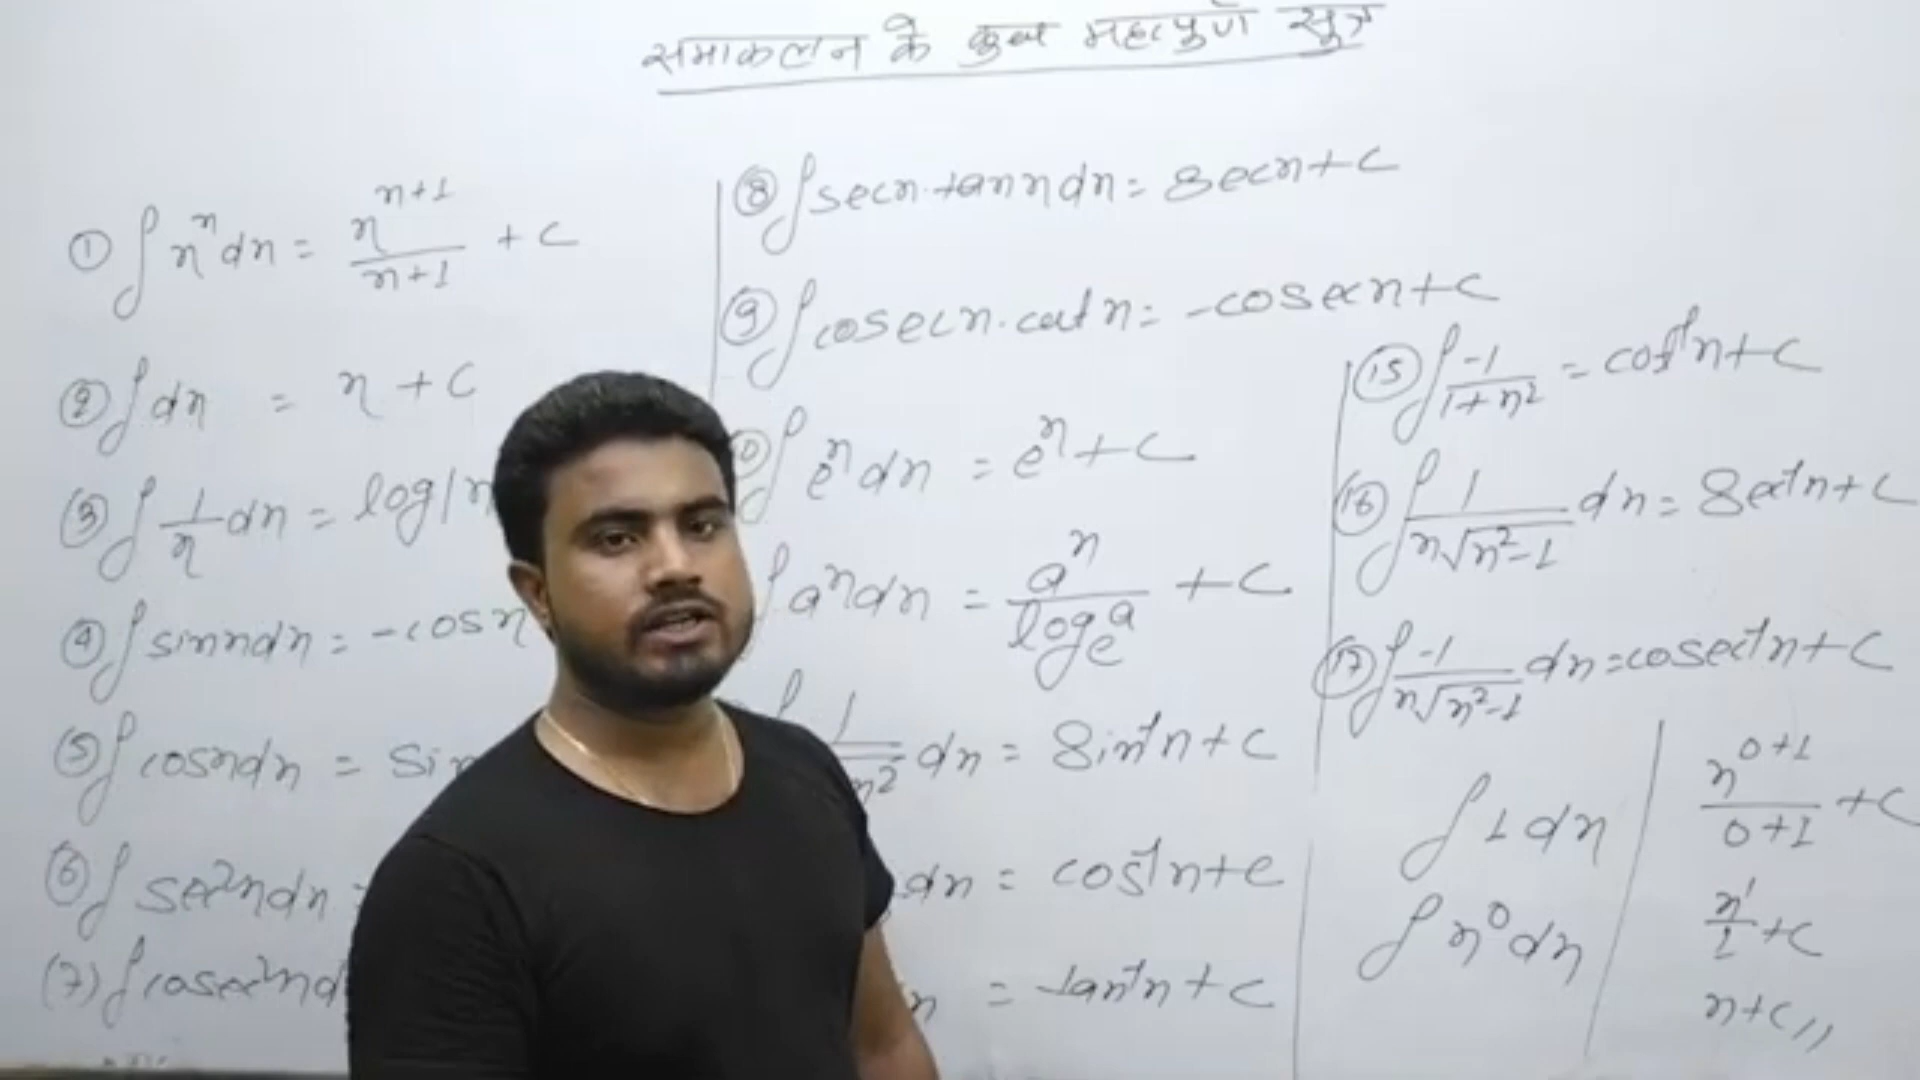 समाकलन के कुछ महत्पुर्ण सुत्र
① ∫ xⁿ dx = xⁿ⁺¹/n+1 + c
② ∫ dx = x + c
③ ∫ 1/x dx = log|x
④ ∫ sinx dx = -cosx
⑤ ∫ cosx dx = sin
⑥ ∫ sec²x dx =
(7) ∫ cosec²x d
⑧ ∫ secx.tanx dx = secx + c
⑨ ∫ cosecx.cotx = -cosecx + c
∫ eˣ dx = eˣ + c
∫ aˣ dx = aˣ/logₑa + c
∫ 1/ x² dx = sin⁻¹x + c
dx = cos⁻¹x + c
x = tan⁻¹x + c
⑮ ∫ -1/1+x² = cot⁻¹x + c
⑯ ∫ 1/x√x²-1 dx = sec⁻¹x + c
⑰ ∫ -1/x√x²-1 dx = cosec⁻¹x + c
∫ 1 dx
∫ x⁰ dx
x⁰⁺¹/0+1 + c
x¹/1 + c
x + c //